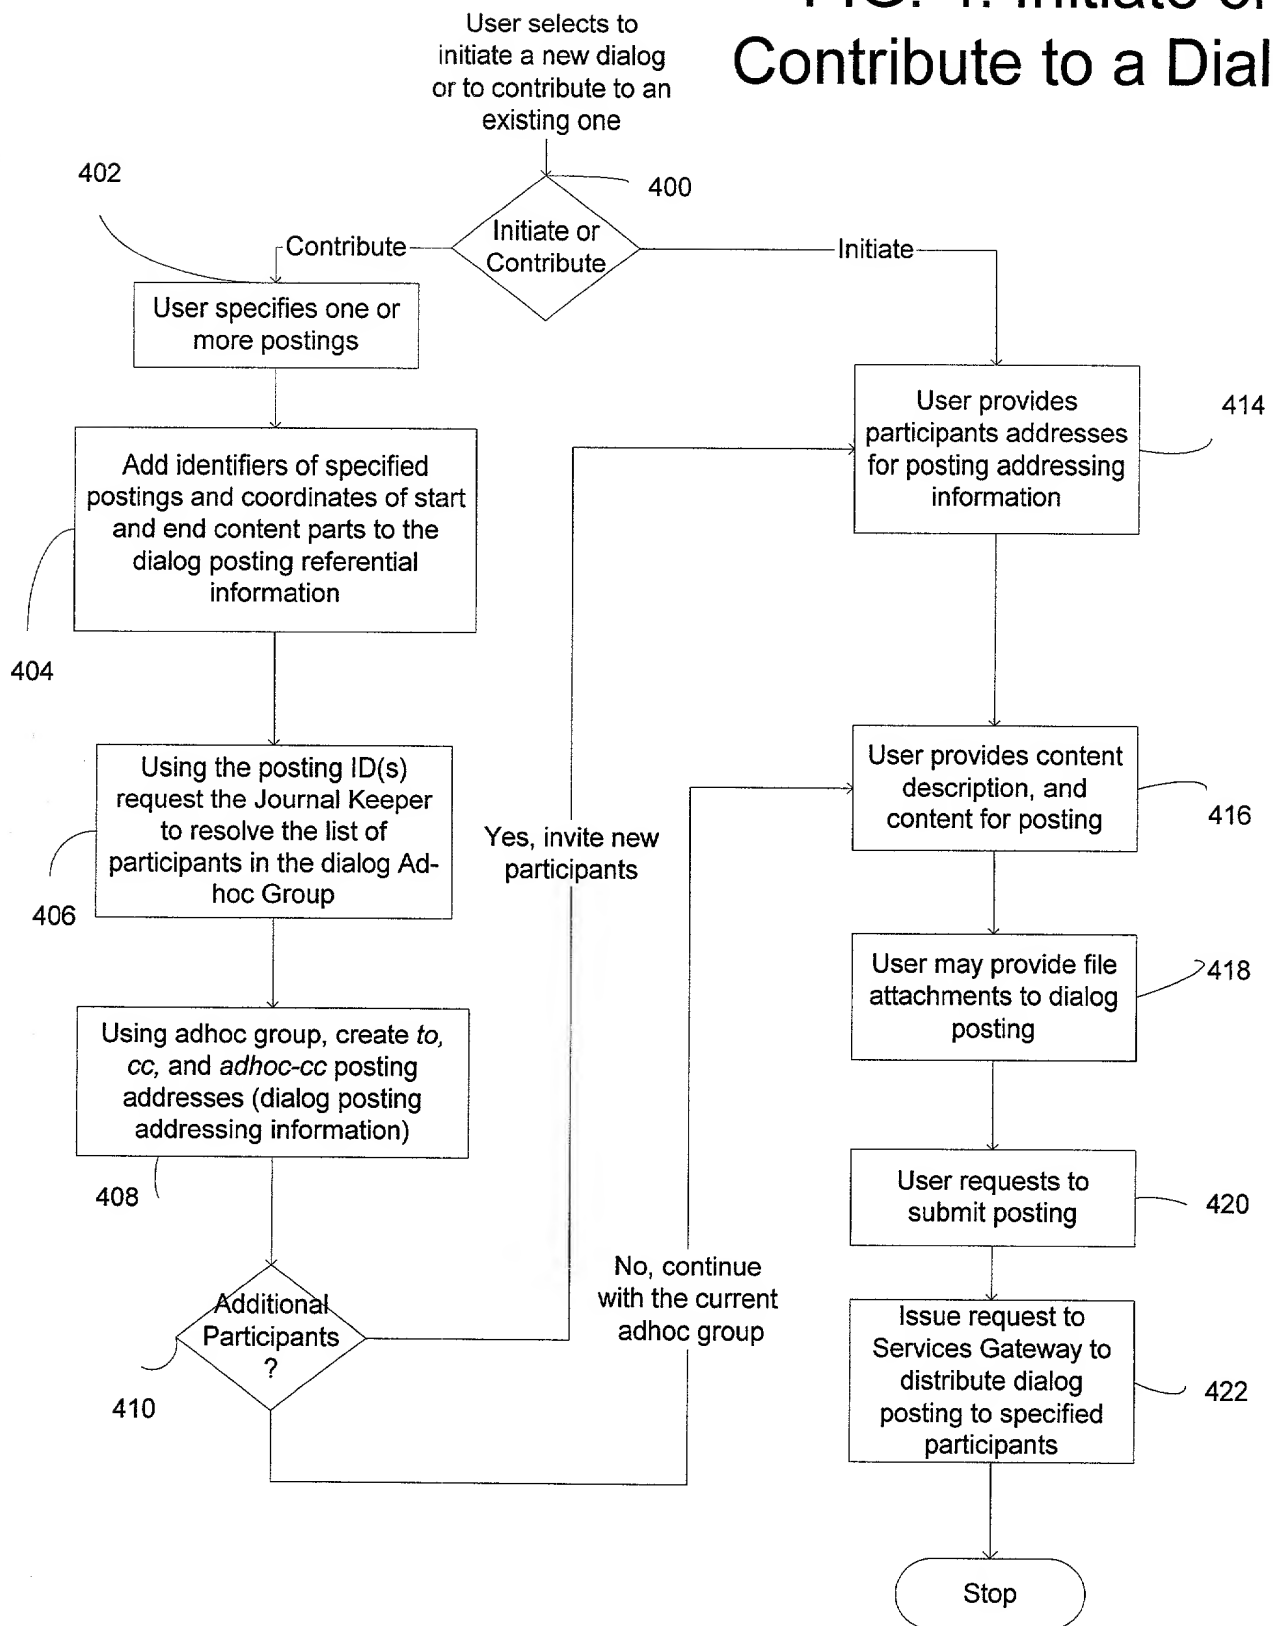 FIG. 4: Initiate or
Contribute to a Dial
User selects to
initiate a new dialog
or to contribute to an
existing one
402
400
Initiate or
Contribute
Contribute
Initiate
User specifies one or
more postings
User provides
participants addresses
for posting addressing
information
414
Add identifiers of specified
postings and coordinates of start
and end content parts to the
dialog posting referential
information
404
Using the posting ID(s)
request the Journal Keeper
to resolve the list of
participants in the dialog Ad-
hoc Group
406
Yes, invite new
participants
User provides content
description, and
content for posting
416
User may provide file
attachments to dialog
posting
418
Using adhoc group, create to,
cc, and adhoc-cc posting
addresses (dialog posting
addressing information)
408
User requests to
submit posting
420
No, continue
with the current
adhoc group
Additional
Participants
?
410
Issue request to
Services Gateway to
distribute dialog
posting to specified
participants
422
Stop